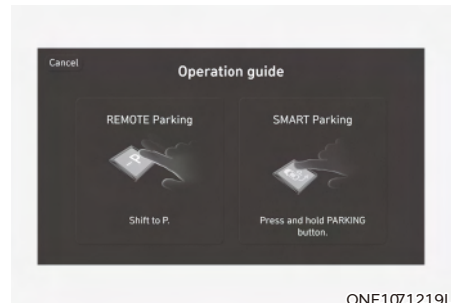 Cancel
Operation guide
REMOTE Parking
SMART Parking
P
Shift to P.
Press and hold PARKING
button.
ONE1071219L